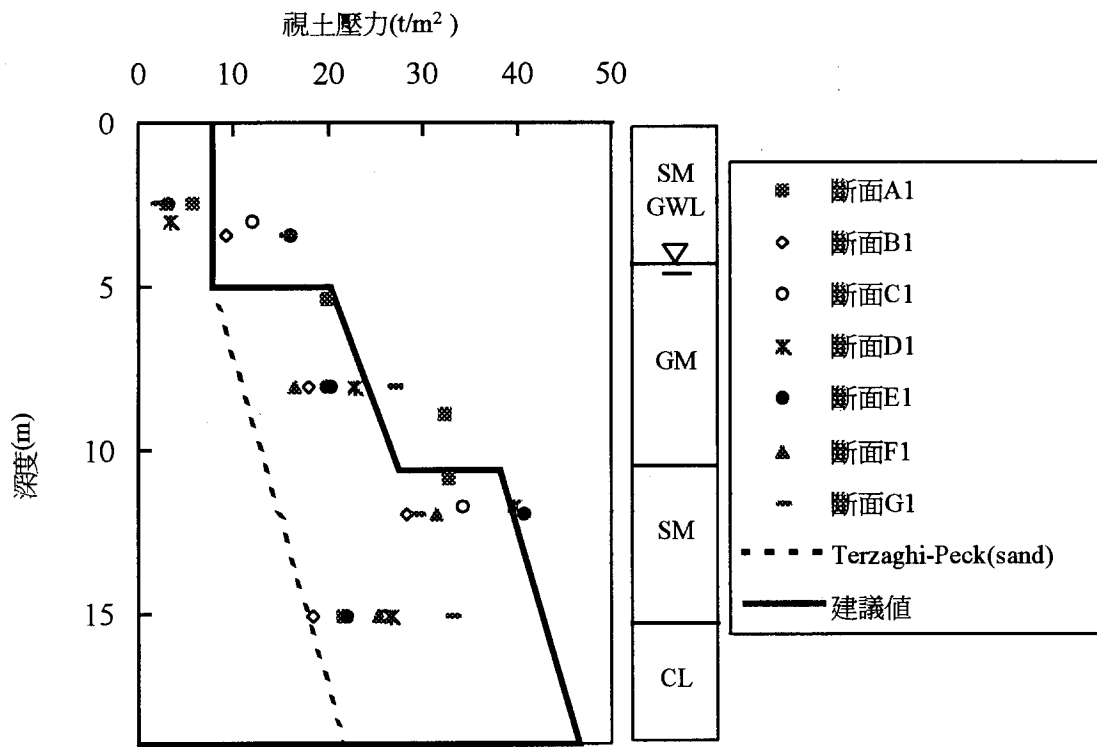 視土壓力(t/m²)
0 10 20 30 40 50
0
5
10
15
深度(m)
SM
GWL
GM
SM
CL
斷面A1
斷面B1
斷面C1
斷面D1
斷面E1
斷面F1
斷面G1
Terzaghi-Peck(sand)
建議值